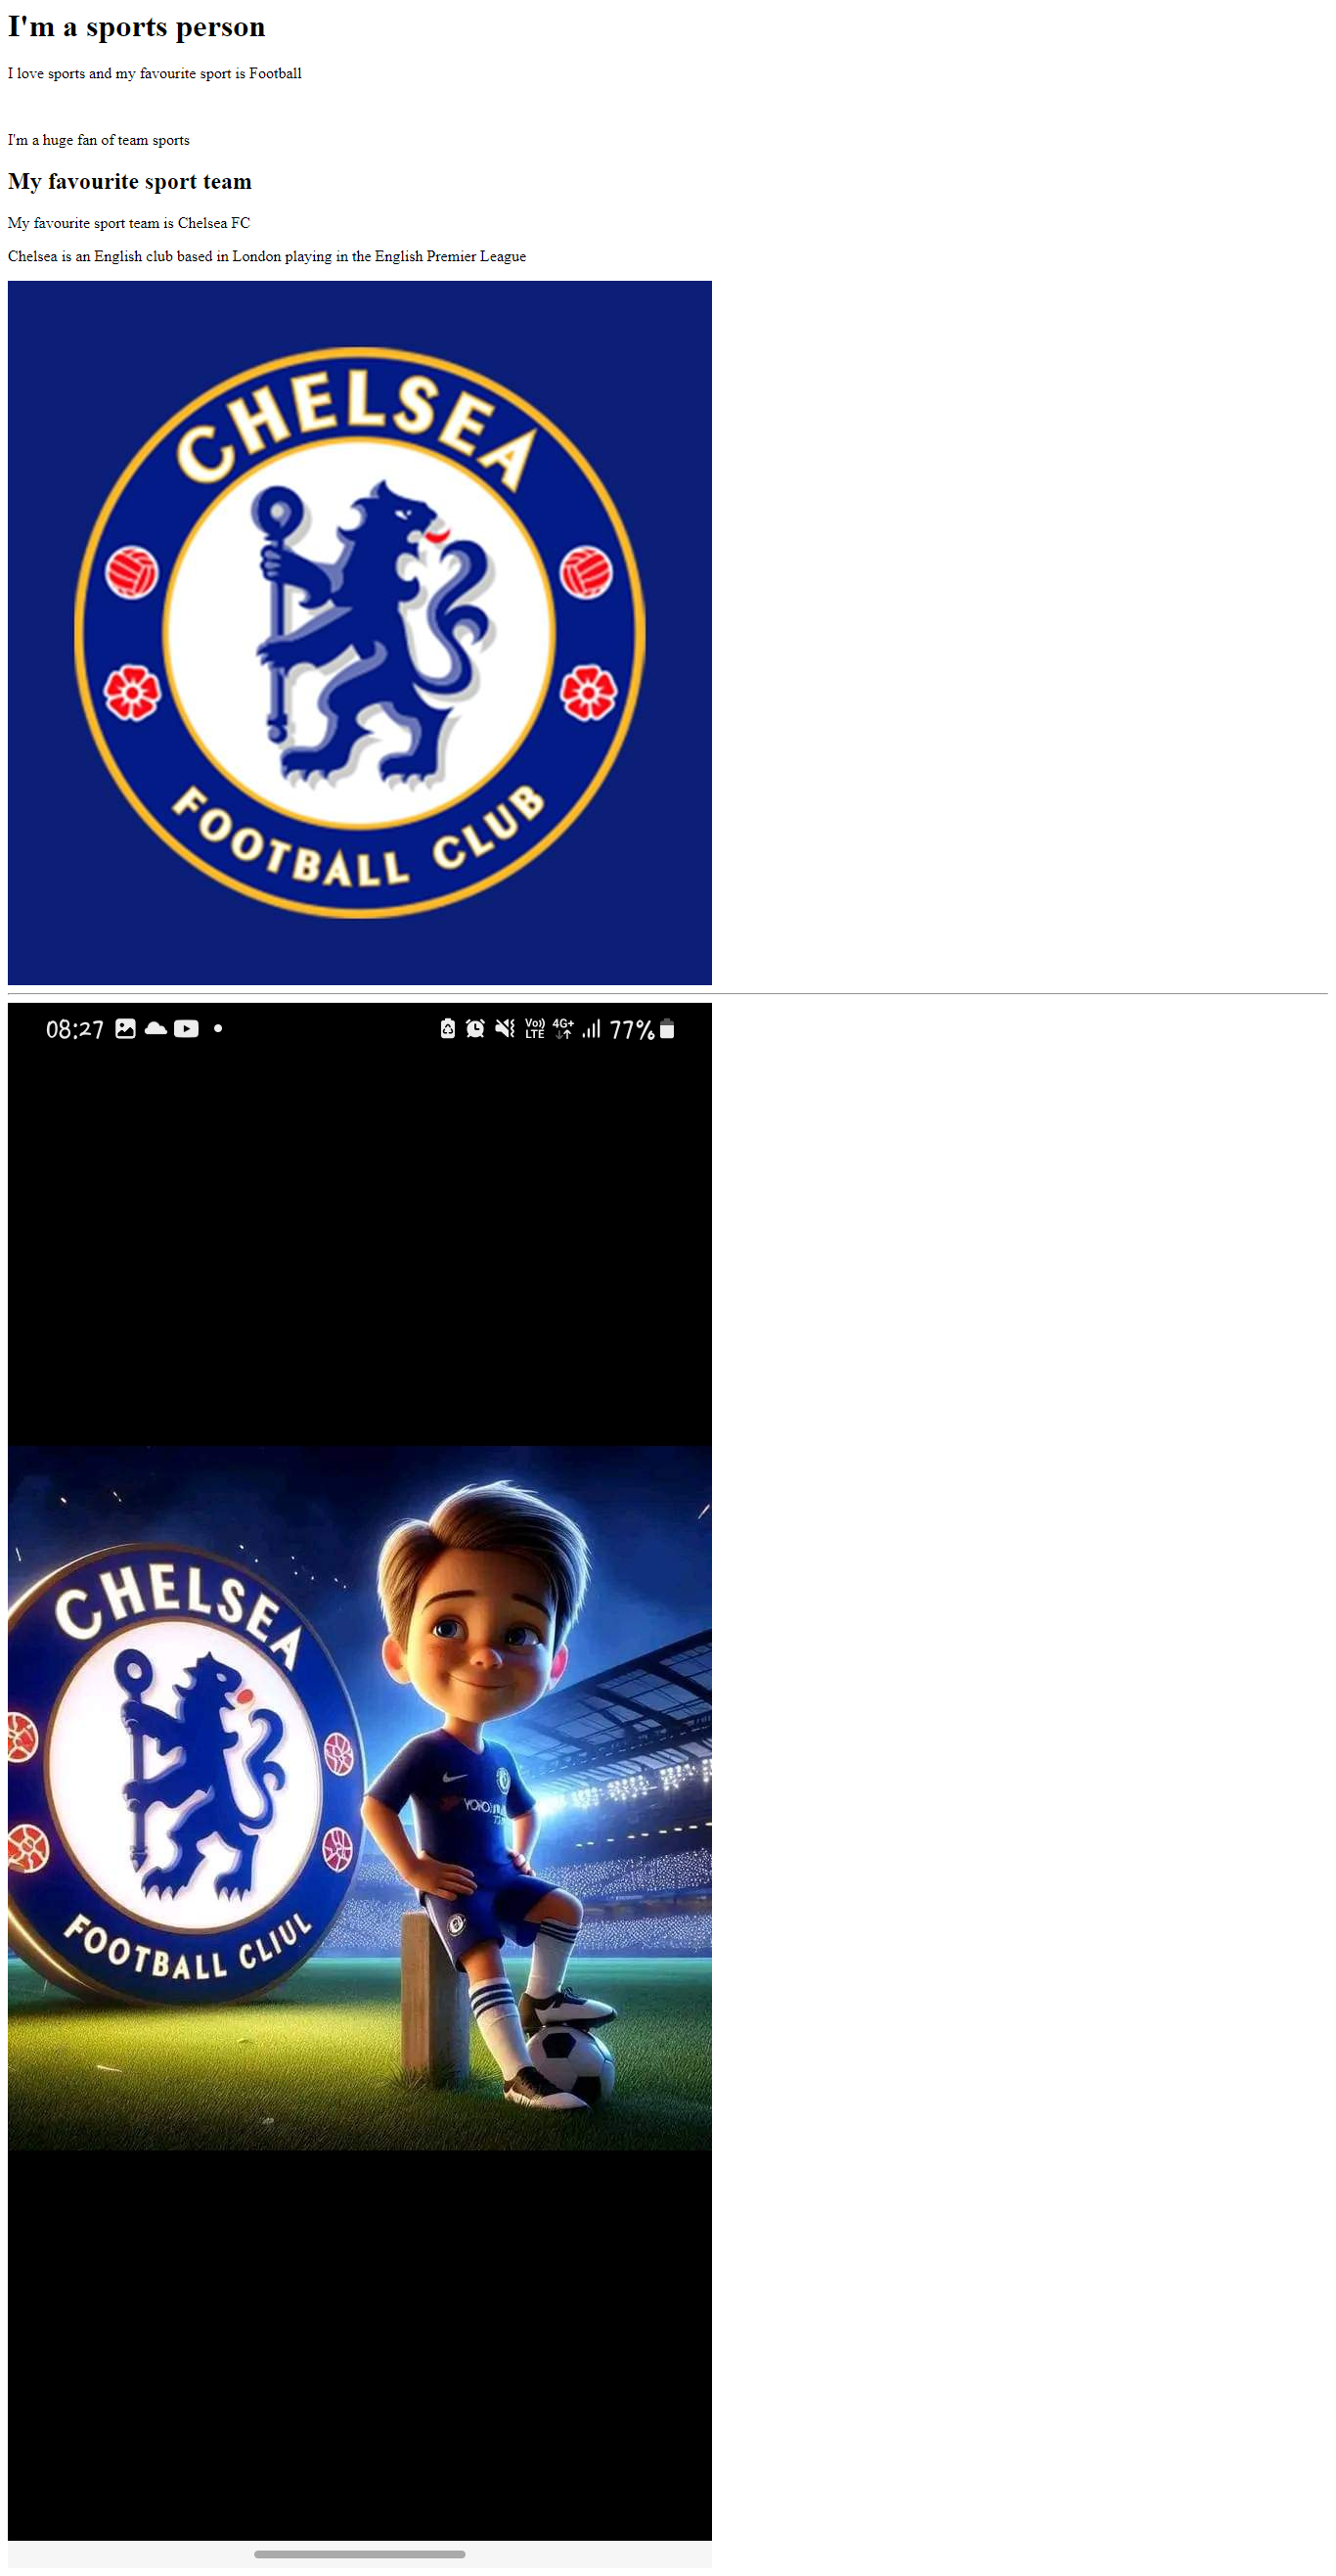 I'm a sports person
I love sports and my favourite sport is Football
I'm a huge fan of team sports
My favourite sport team
My favourite sport team is Chelsea FC
Chelsea is an English club based in London playing in the English Premier League
CHELSEA
FOOTBALL CLUB
08:27
Vo))
LTE
4G+
77%
CHELSEA
FOOTBALL CLIUL